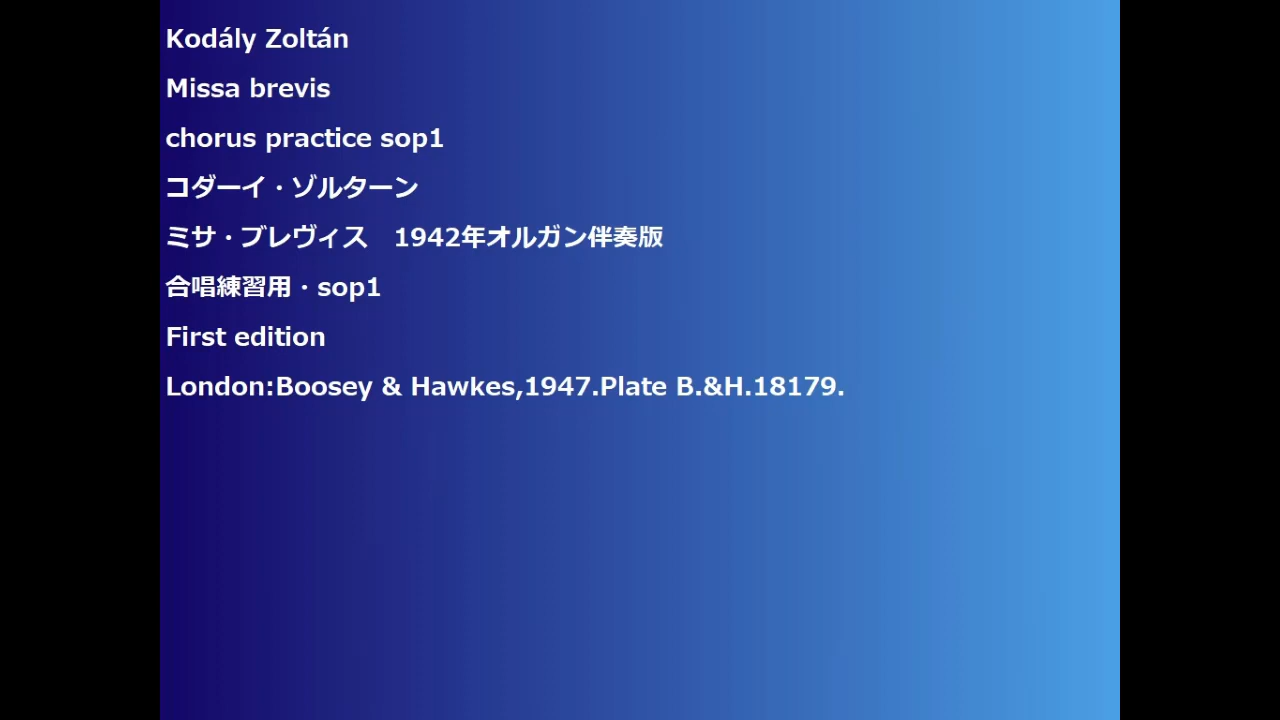 Kodály Zoltán
Missa brevis
chorus practice sop1
コダーイ・ゾルターン
ミサ・ブレヴィス　1942年オルガン伴奏版
合唱練習用・sop1
First edition
London:Boosey & Hawkes,1947.Plate B.&H.18179.